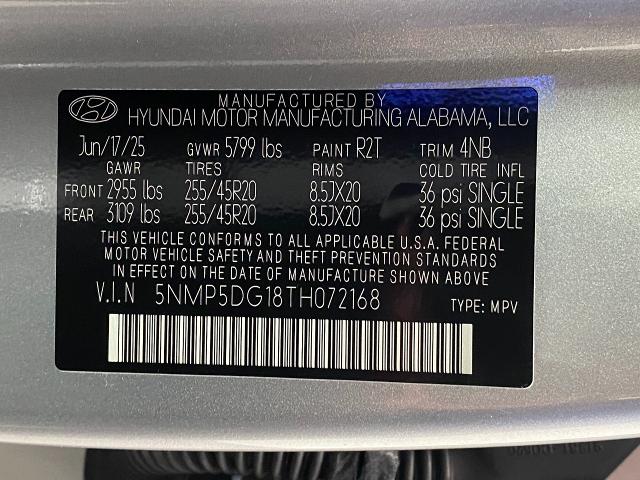 MANUFACTURED BY
HYUNDAI MOTOR MANUFACTURING ALABAMA, LLC
Jun/17/25 GVWR 5799 lbs PAINT R2T TRIM 4NB
GAWR TIRES RIMS COLD TIRE INFL
FRONT 2955 lbs 255/45R20 8.5JX20 36 psi SINGLE
REAR 3109 lbs 255/45R20 8.5JX20 36 psi SINGLE
THIS VEHICLE CONFORMS TO ALL APPLICABLE U.S.A. FEDERAL
MOTOR VEHICLE SAFETY AND THEFT PREVENTION STANDARDS
IN EFFECT ON THE DATE OF MANUFACTURE SHOWN ABOVE
V.I.N 5NMP5DG18TH072168 TYPE: MPV